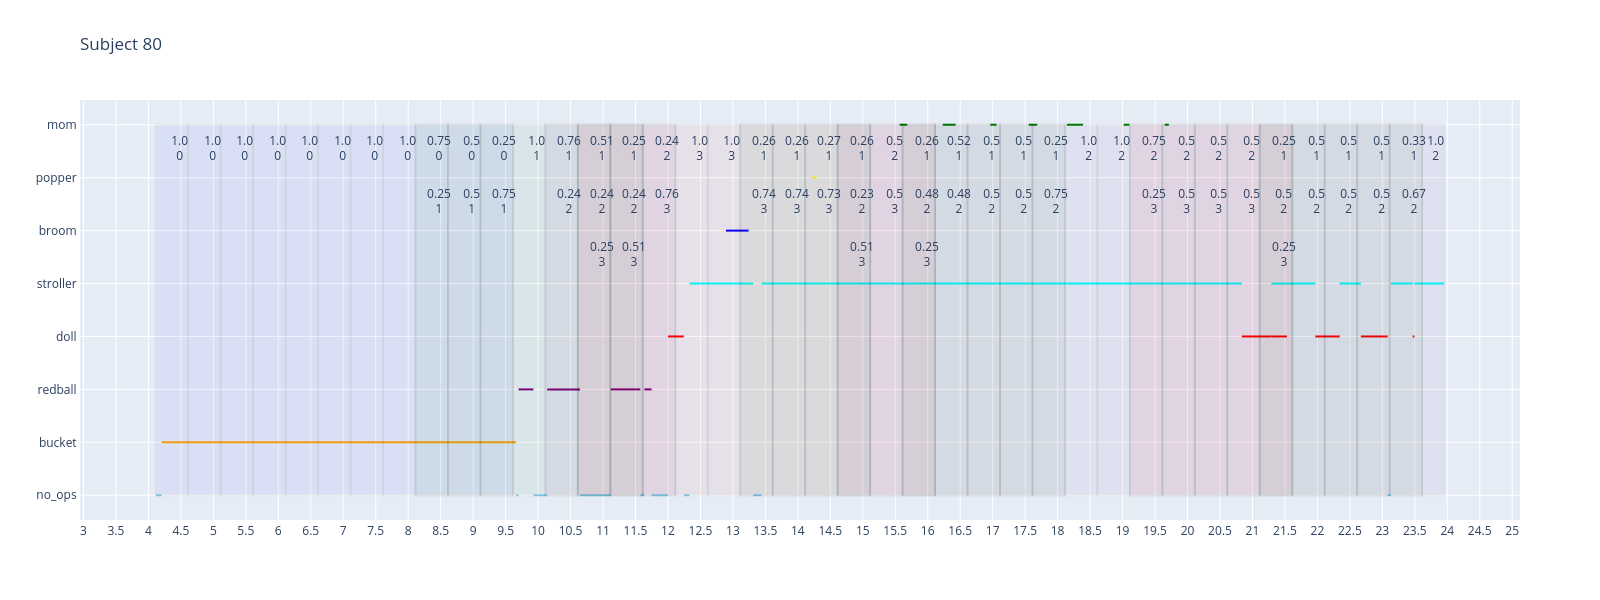 Subject 80
mom
1.0 1.0 1.0 1.0 1.0 1.0 1.0 1.0 0.75 0.5 0.25 1.0 0.76 0.51 0.25 0.24 1.0 1.0 0.26 0.26 0.27 0.26 0.5 0.26 0.52 0.5 0.5 0.25 1.0 1.0 0.75 0.5 0.5 0.5 0.25 0.5 0.5 0.5 0.33 1.0
0 0 0 0 0 0 0 0 0 0 0 1 1 1 1 2 3 3 1 1 1 1 2 1 1 1 1 1 2 2 2 2 2 2 1 1 1 1 1 2
popper
0.25 0.5 0.75 0.24 0.24 0.24 0.76 0.74 0.74 0.73 0.23 0.5 0.48 0.48 0.5 0.5 0.75 0.25 0.5 0.5 0.5 0.5 0.5 0.5 0.5 0.67
1 1 1 2 2 2 3 3 3 3 2 3 2 2 2 2 2 3 3 3 3 2 2 2 2 2
broom
0.25 0.51 0.51 0.25 0.25
3 3 3 3 3
stroller
doll
redball
bucket
no_ops
3 3.5 4 4.5 5 5.5 6 6.5 7 7.5 8 8.5 9 9.5 10 10.5 11 11.5 12 12.5 13 13.5 14 14.5 15 15.5 16 16.5 17 17.5 18 18.5 19 19.5 20 20.5 21 21.5 22 22.5 23 23.5 24 24.5 25